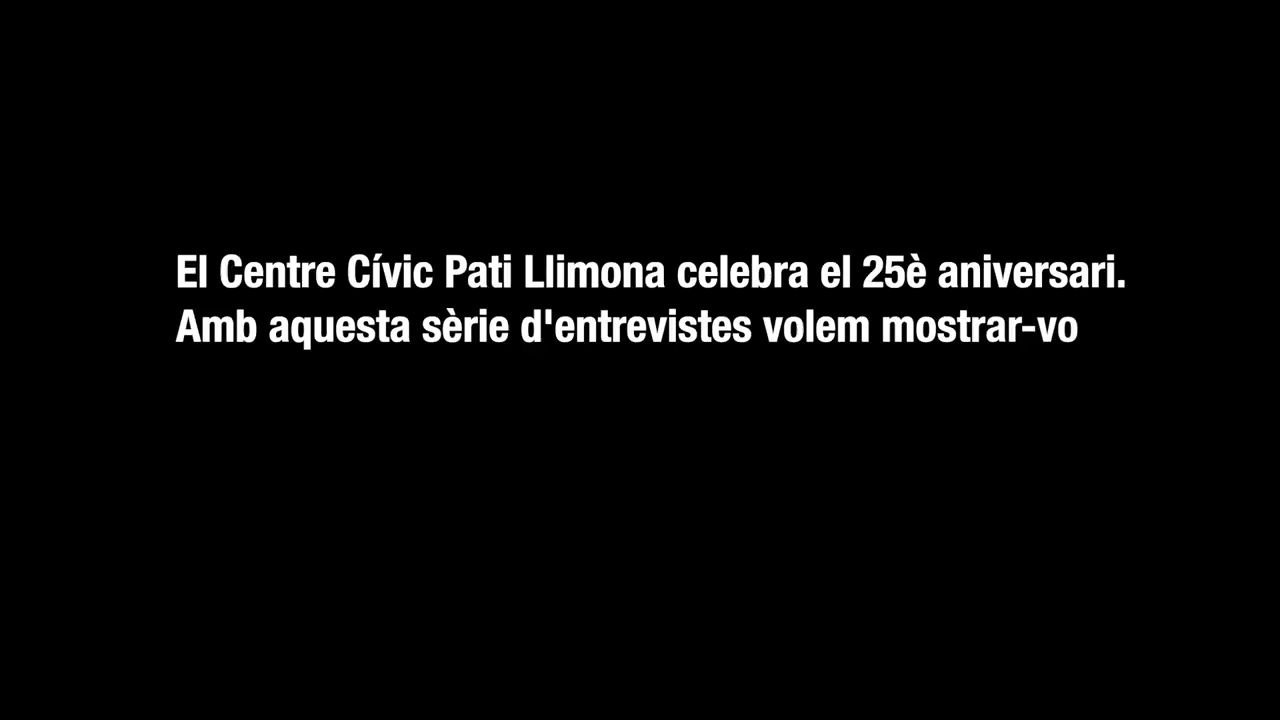 El Centre Cívic Pati Llimona celebra el 25è aniversari.
Amb aquesta sèrie d'entrevistes volem mostrar-vo